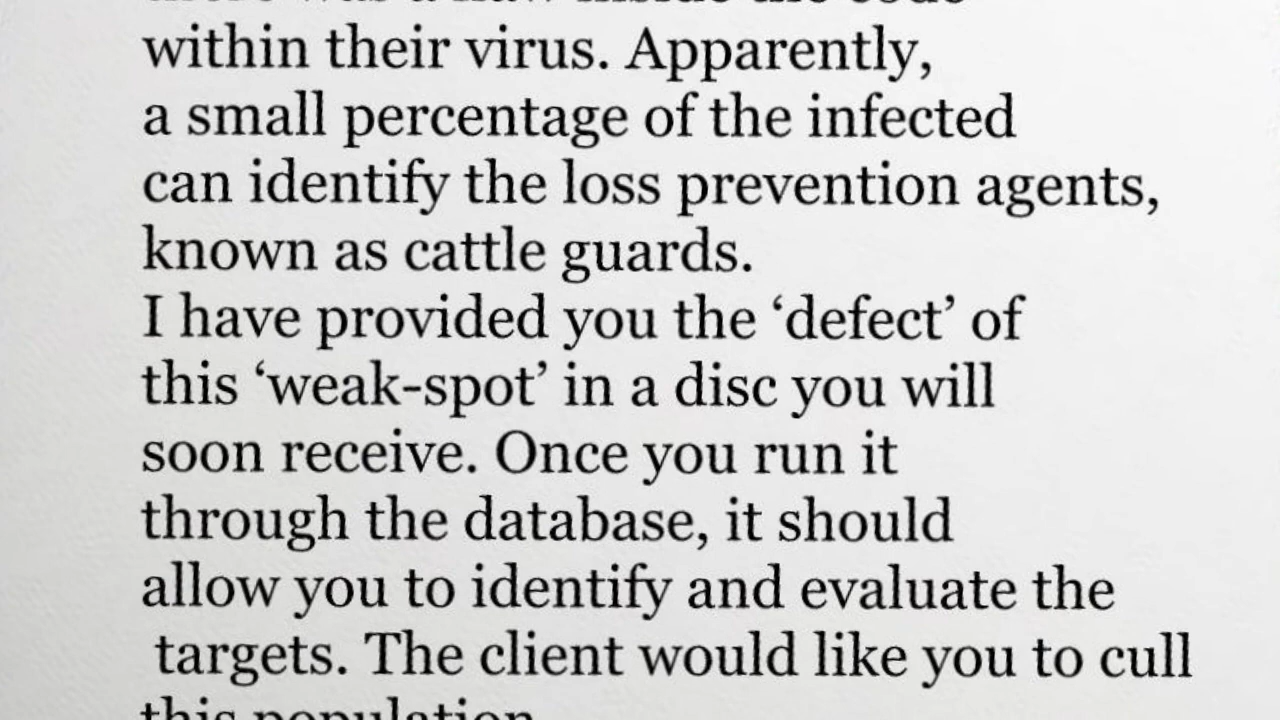 within their virus. Apparently,
a small percentage of the infected
can identify the loss prevention agents,
known as cattle guards.
I have provided you the ‘defect’ of
this ‘weak-spot’ in a disc you will
soon receive. Once you run it
through the database, it should
allow you to identify and evaluate the
targets. The client would like you to cull
this population